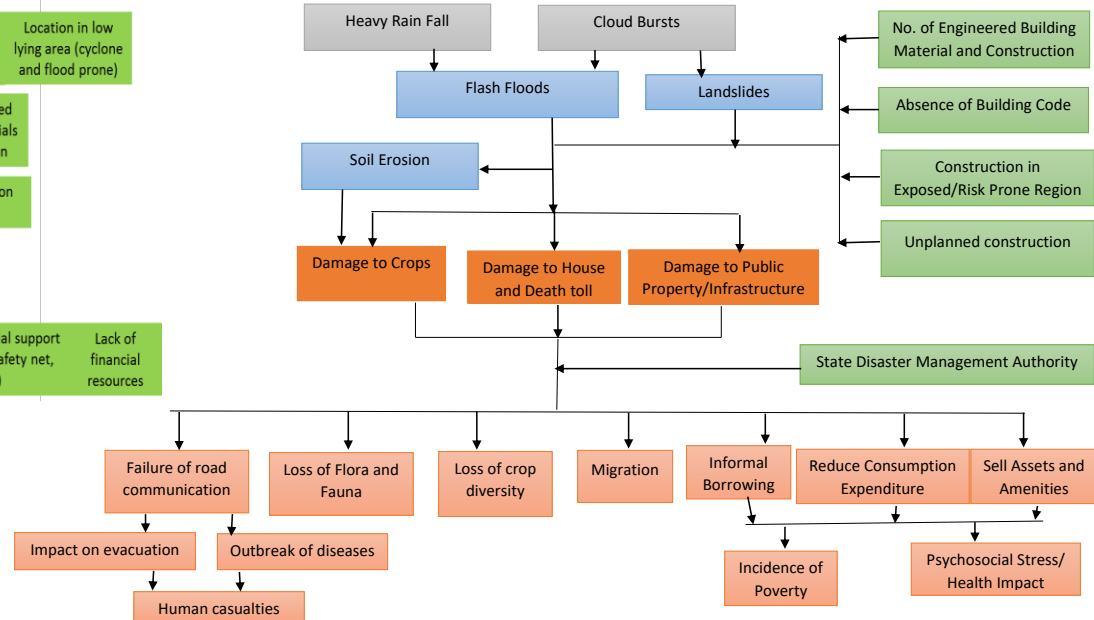 Heavy Rain Fall
Cloud Bursts
Location in low
lying area (cyclone
and flood prone)
No. of Engineered Building
Material and Construction
Flash Floods
Landslides
Absence of Building Code
Soil Erosion
Construction in
Exposed/Risk Prone Region
Unplanned construction
Damage to Crops
Damage to House
and Death toll
Damage to Public
Property/Infrastructure
support
Lack of
financial
resources
State Disaster Management Authority
Failure of road
communication
Loss of Flora and
Fauna
Loss of crop
diversity
Migration
Informal
Borrowing
Reduce Consumption
Expenditure
Sell Assets and
Amenities
Impact on evacuation
Outbreak of diseases
Human casualties
Incidence of
Poverty
Psychosocial Stress/
Health Impact